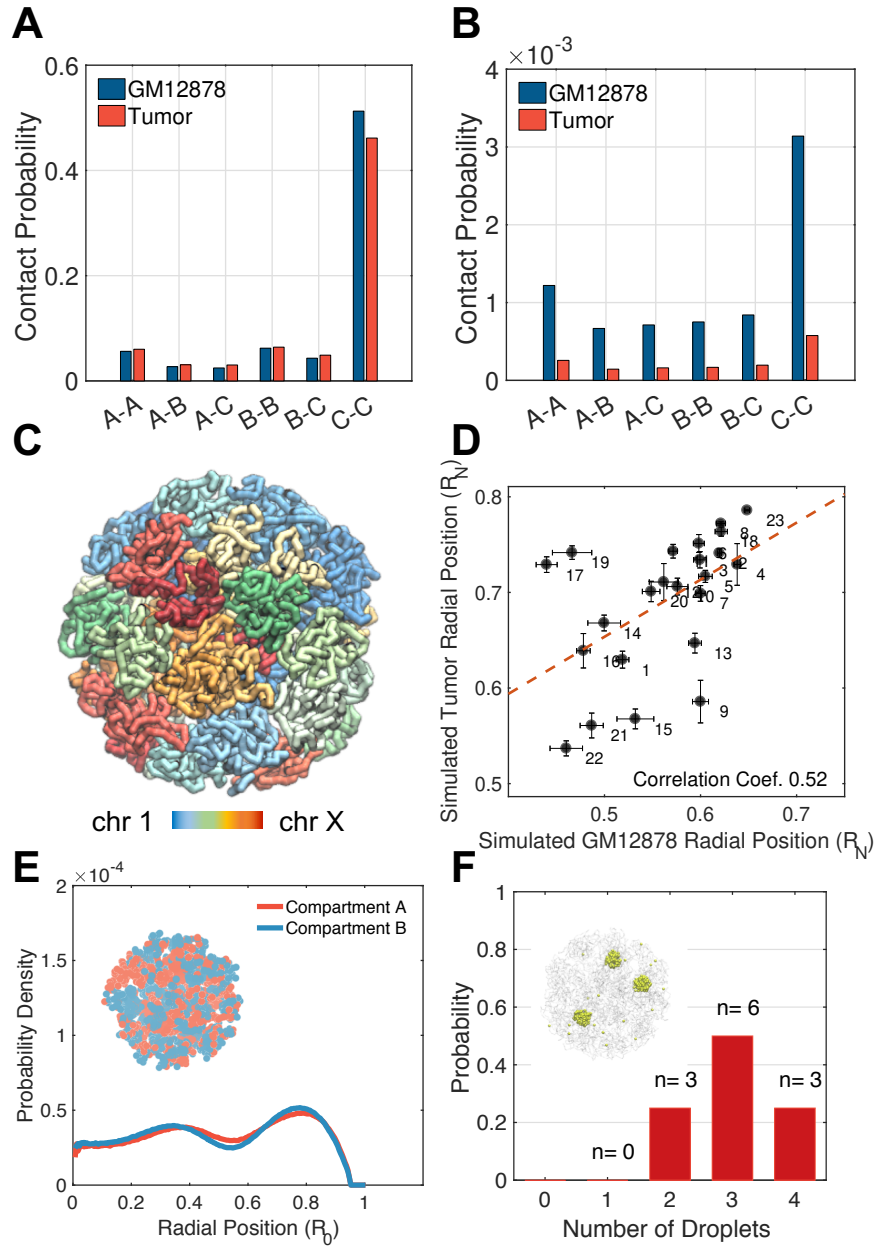 A
0.6
0.4
0.2
0
Contact Probability
GM12878
Tumor
A-A
A-B
A-C
B-B
B-C
C-C
B
×10-3
4
3
2
1
0
Contact Probability
GM12878
Tumor
A-A
A-B
A-C
B-B
B-C
C-C
C
chr 1
chr X
D
Simulated Tumor Radial Position (RN)
0.8
0.7
0.6
0.5
8
23
18
17
19
2
4
3
5
20
10
7
14
13
16
1
9
21
15
22
Correlation Coef. 0.52
0.5
0.6
0.7
Simulated GM12878 Radial Position (RN)
E
×10-4
2
1.5
1
0.5
0
Probability Density
Compartment A
Compartment B
0
0.2
0.4
0.6
0.8
1
Radial Position (R0)
F
1
0.8
0.6
0.4
0.2
0
Probability
n= 0
n= 3
n= 6
n= 3
0
1
2
3
4
Number of Droplets